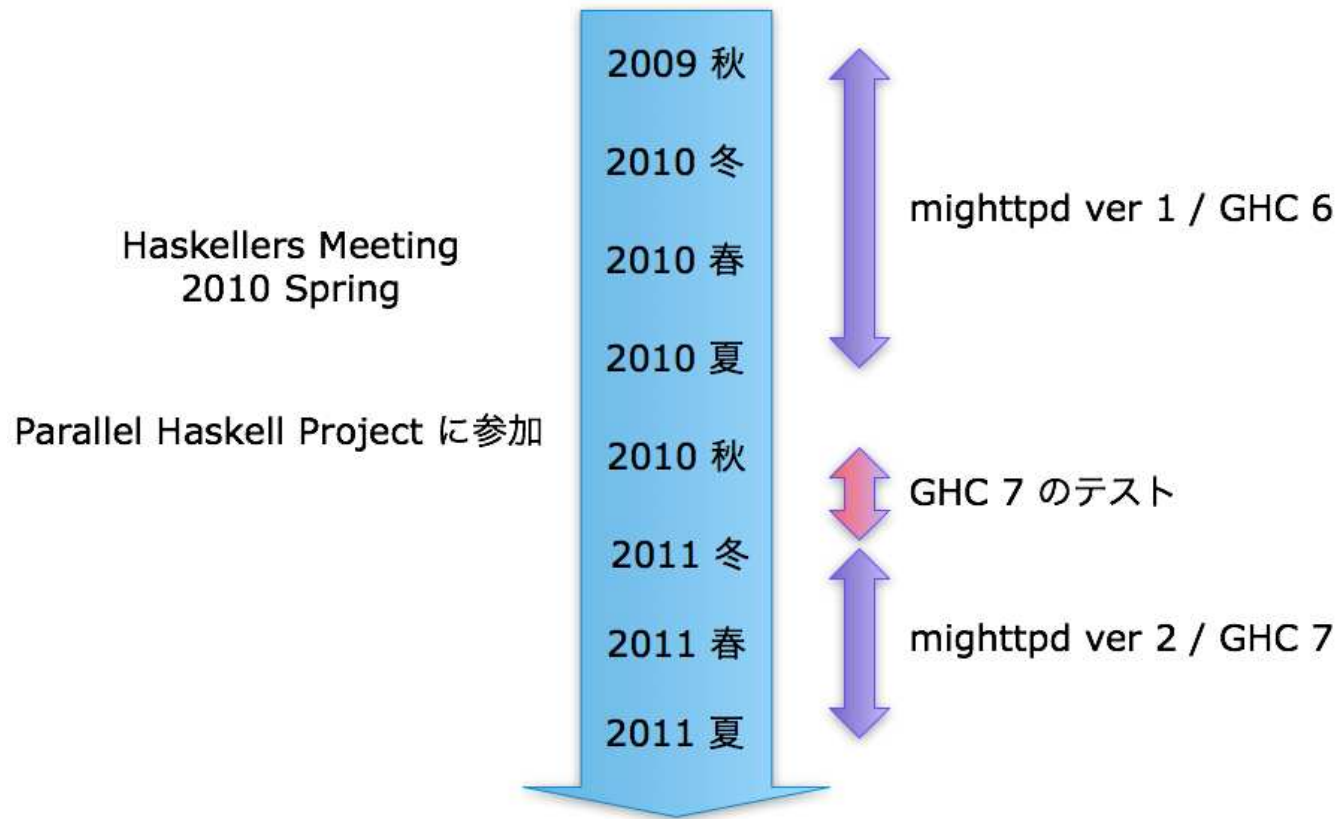 2009 秋
2010 冬
mighttpd ver 1 / GHC 6
Haskellers Meeting
2010 Spring
2010 春
2010 夏
Parallel Haskell Project に参加
2010 秋
GHC 7 のテスト
2011 冬
2011 春
mighttpd ver 2 / GHC 7
2011 夏